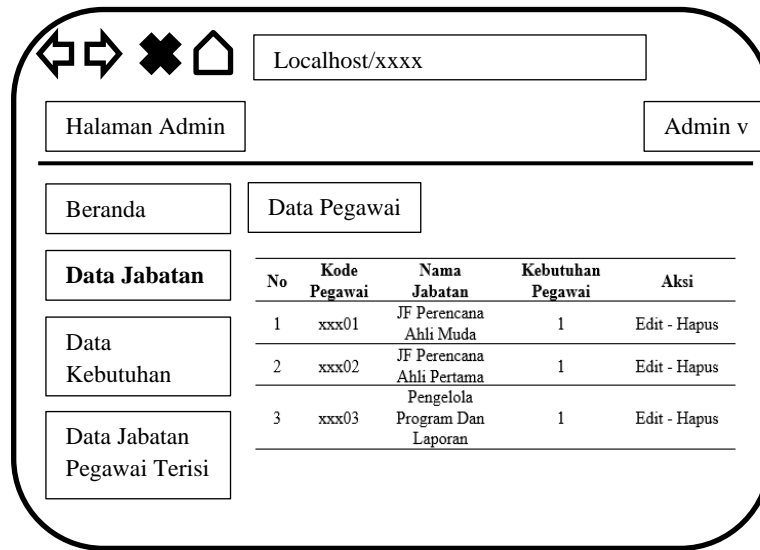 Localhost/xxxx
Halaman Admin
Admin v
Beranda
Data Pegawai
Data Jabatan
Data
Kebutuhan
Data Jabatan
Pegawai Terisi
No Kode Pegawai Nama Jabatan Kebutuhan Pegawai Aksi
1 xxx01 JF Perencana Ahli Muda 1 Edit - Hapus
2 xxx02 JF Perencana Ahli Pertama 1 Edit - Hapus
3 xxx03 Pengelola Program Dan Laporan 1 Edit - Hapus